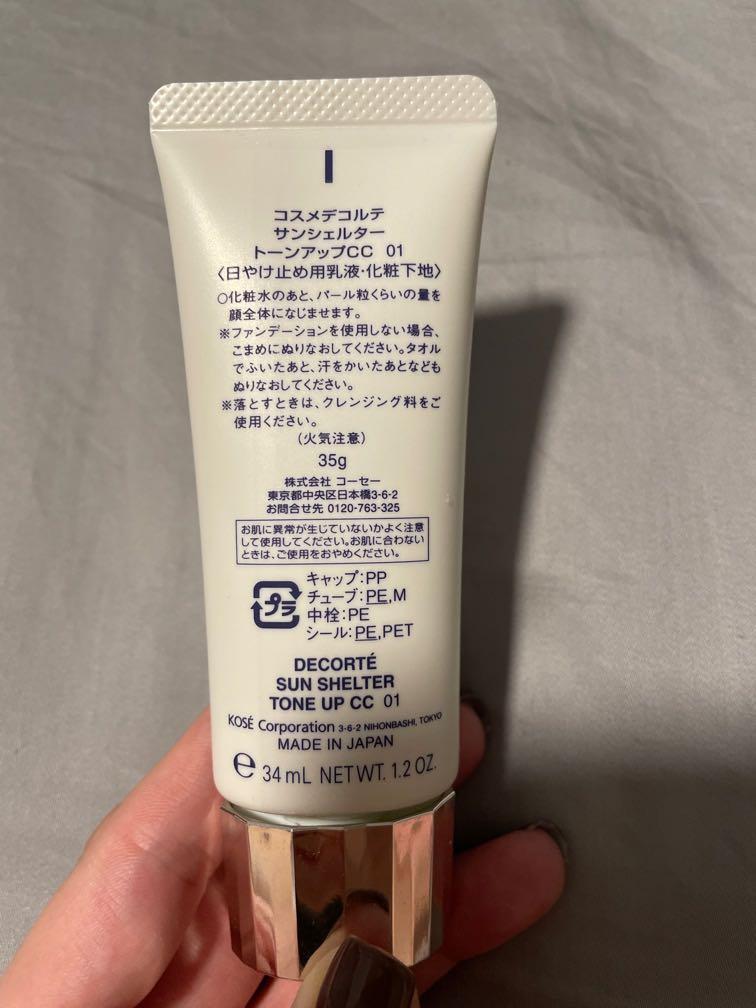 コスメデコルテ
サンシェルター
トーンアップCC 01
〈日やけ止め用乳液・化粧下地〉
○化粧水のあと、パール粒くらいの量を
顔全体になじませます。
※ファンデーションを使用しない場合、
こまめにぬりなおしてください。タオル
でふいたあと、汗をかいたあとなども
ぬりなおしてください。
※落とすときは、クレンジング料をご
使用ください。
（火気注意）
35g
株式会社 コーセー
東京都中央区日本橋3-6-2
お問合せ先 0120-763-325
お肌に異常が生じていないかよく注意
して使用してください。お肌に合わない
ときは、ご使用をおやめください。
プラ
キャップ:PP
チューブ:PE,M
中栓:PE
シール:PE,PET
DECORTÉ
SUN SHELTER
TONE UP CC 01
KOSÉ Corporation 3-6-2 NIHONBASHI, TOKYO
MADE IN JAPAN
e 34 mL NET WT. 1.2 OZ.